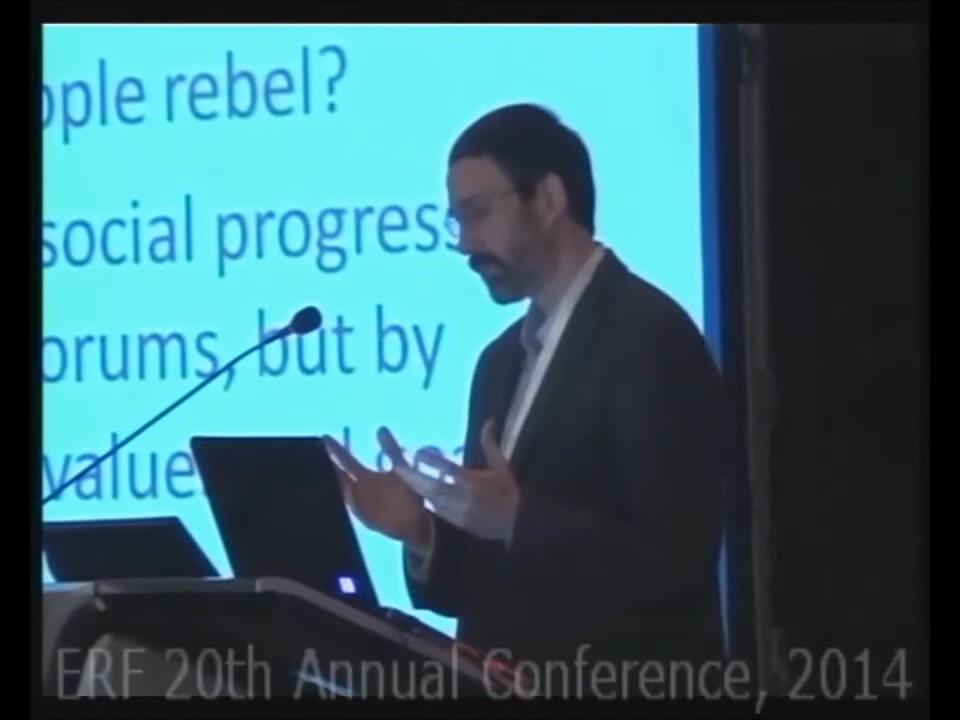 ople rebel?
social progress
orums, but by
value
ERF 20th Annual Conference, 2014